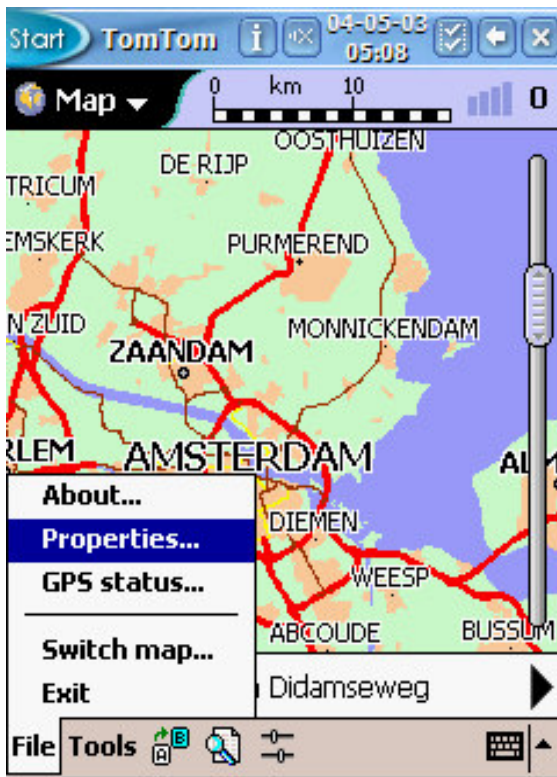 Start TomTom 04-05-03
05:08
Map 0 km 10 0
OOSTHUIZEN
DE RIJP
TRICUM
EMSKERK PURMEREND
N ZUID MONNICKENDAM
ZAANDAM
RLEM AMSTERDAM
About...
Properties... DIEMEN
GPS status... WEESP
ABCOUDE BUSSUM
Switch map...
Exit Didamseweg
File Tools A B